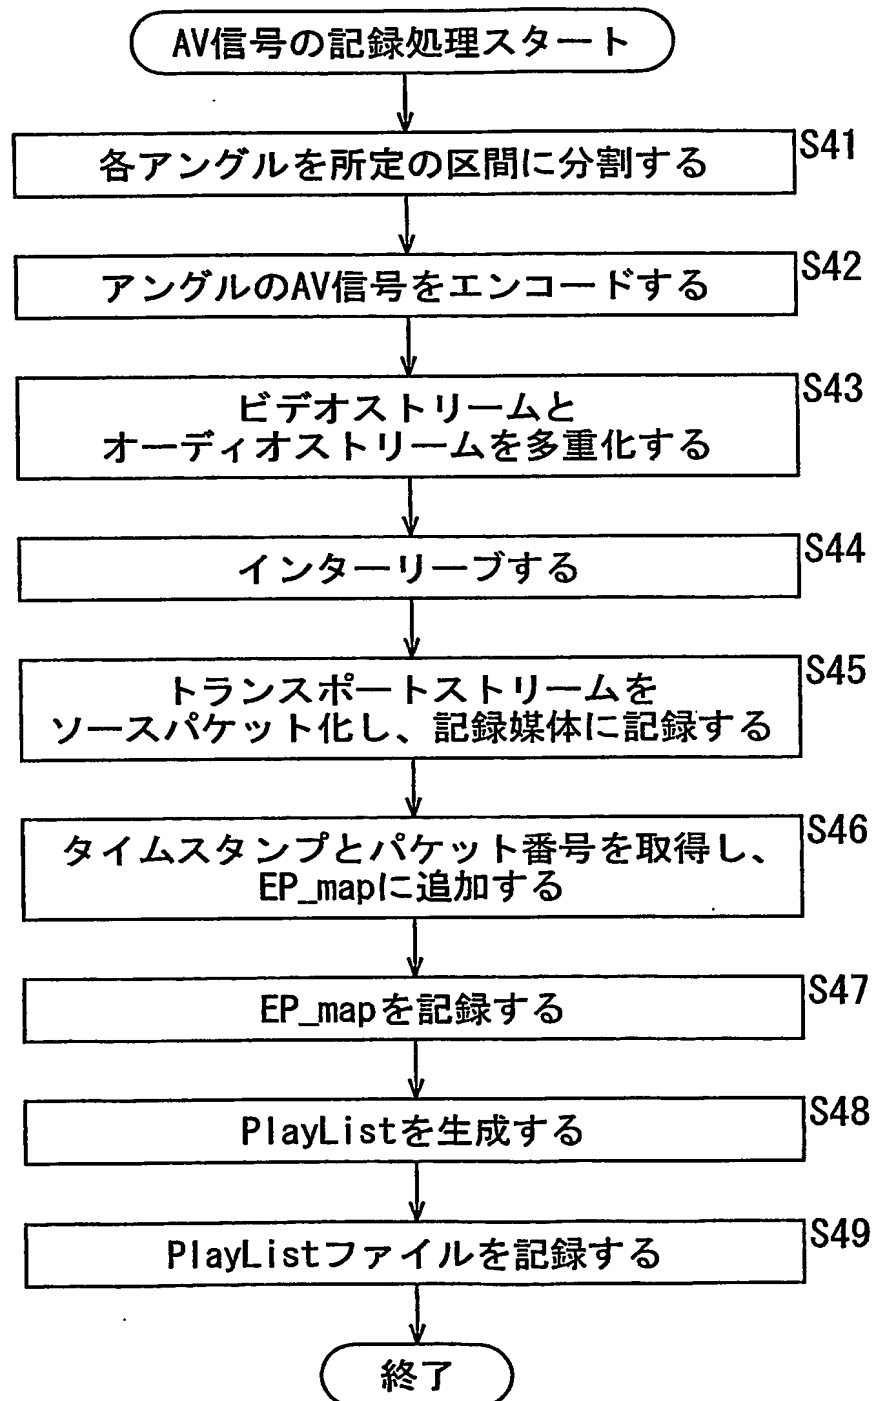 AV信号の記録処理スタート
S41
各アングルを所定の区間に分割する
S42
アングルのAV信号をエンコードする
S43
ビデオストリームと
オーディオストリームを多重化する
S44
インターリーブする
S45
トランスポートストリームを
ソースパケット化し、記録媒体に記録する
S46
タイムスタンプとパケット番号を取得し、
EP_mapに追加する
S47
EP_mapを記録する
S48
PlayListを生成する
S49
PlayListファイルを記録する
終了